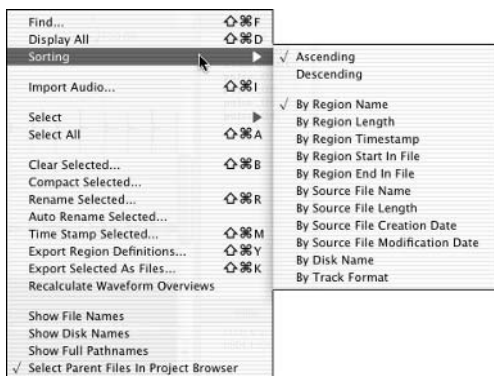 Find... ⇧⌘F
Display All ⇧⌘D
Sorting
Import Audio... ⇧⌘I
Select
Select All ⇧⌘A
Clear Selected... ⇧⌘B
Compact Selected...
Rename Selected... ⇧⌘R
Auto Rename Selected...
Time Stamp Selected... ⇧⌘M
Export Region Definitions... ⇧⌘Y
Export Selected As Files... ⇧⌘K
Recalculate Waveform Overviews
Show File Names
Show Disk Names
Show Full Pathnames
√ Select Parent Files In Project Browser
√ Ascending
Descending
√ By Region Name
By Region Length
By Region Timestamp
By Region Start In File
By Region End In File
By Source File Name
By Source File Length
By Source File Creation Date
By Source File Modification Date
By Disk Name
By Track Format